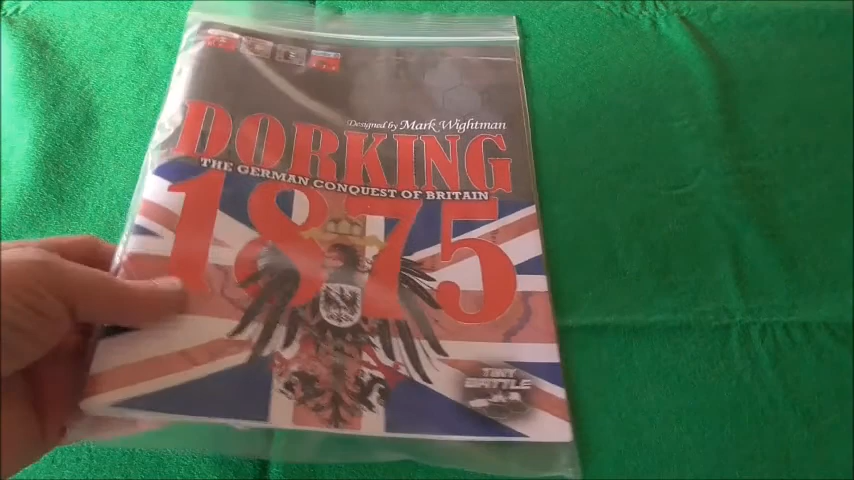 Designed by Mark Wightman
DORKING
THE GERMAN CONQUEST OF BRITAIN
1875
TINY
BATTLE